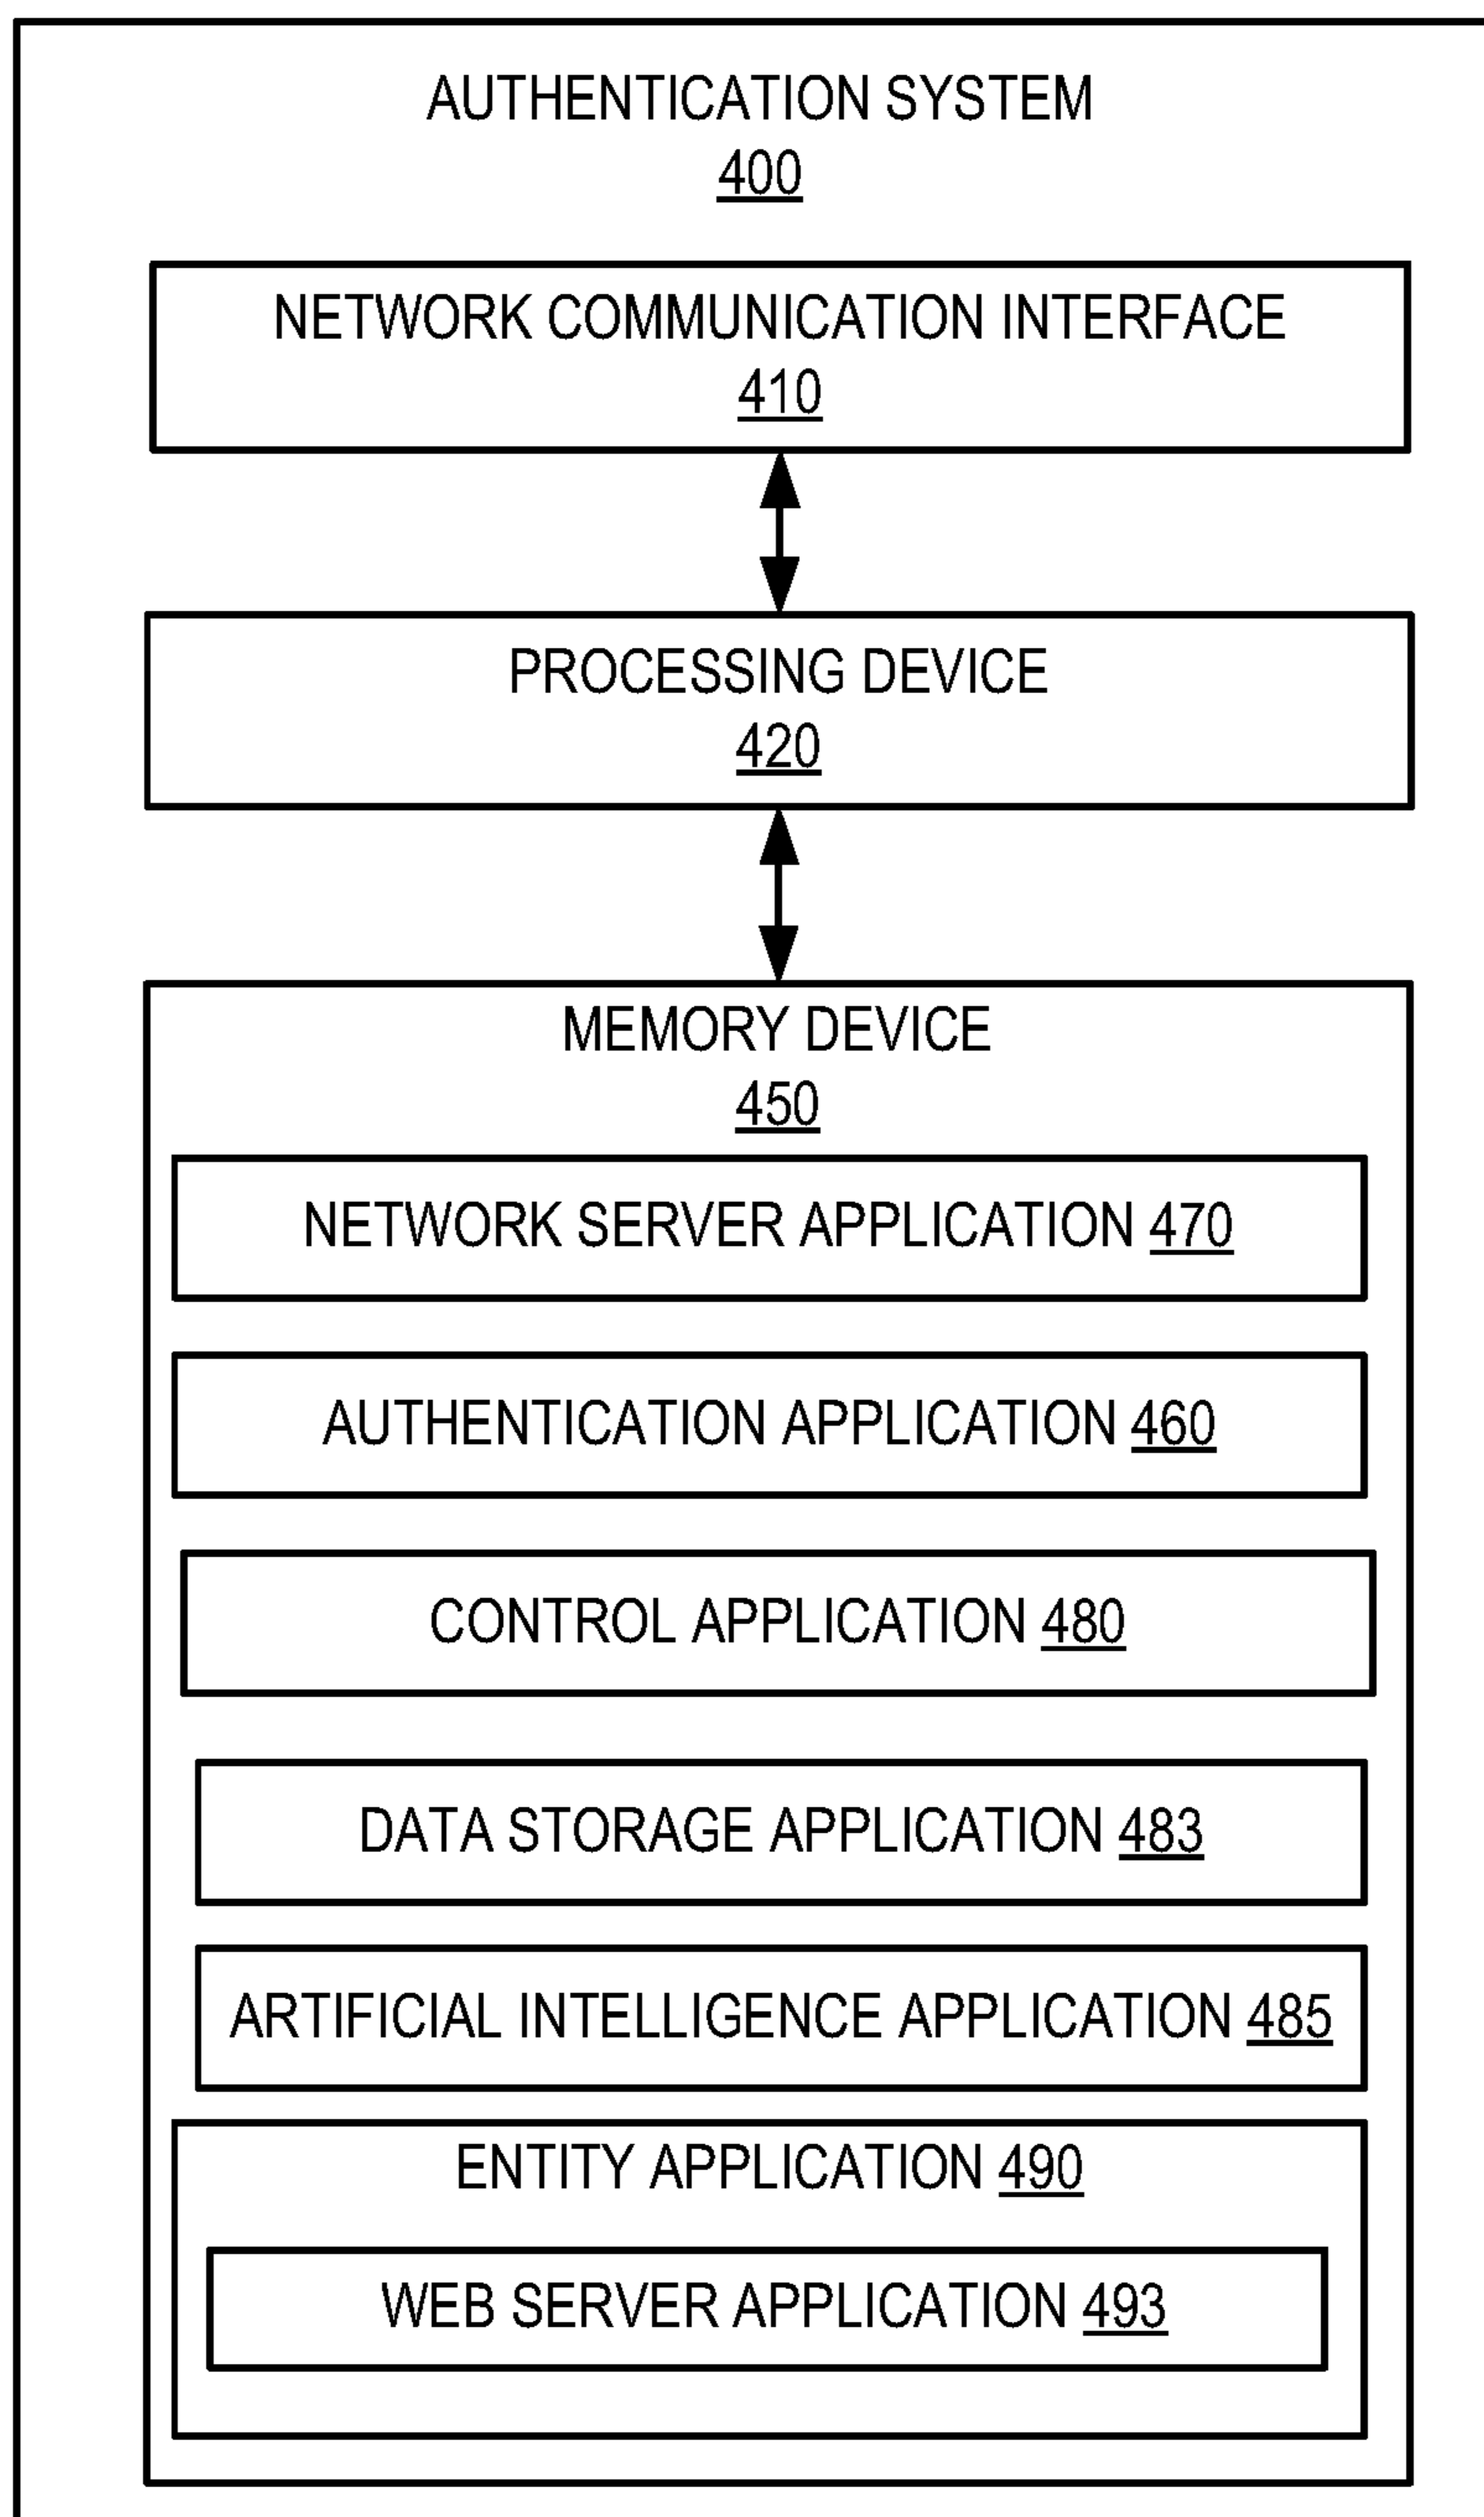 AUTHENTICATION SYSTEM
400
NETWORK COMMUNICATION INTERFACE
410
PROCESSING DEVICE
420
MEMORY DEVICE
450
NETWORK SERVER APPLICATION 470
AUTHENTICATION APPLICATION 460
CONTROL APPLICATION 480
DATA STORAGE APPLICATION 483
ARTIFICIAL INTELLIGENCE APPLICATION 485
ENTITY APPLICATION 490
WEB SERVER APPLICATION 493